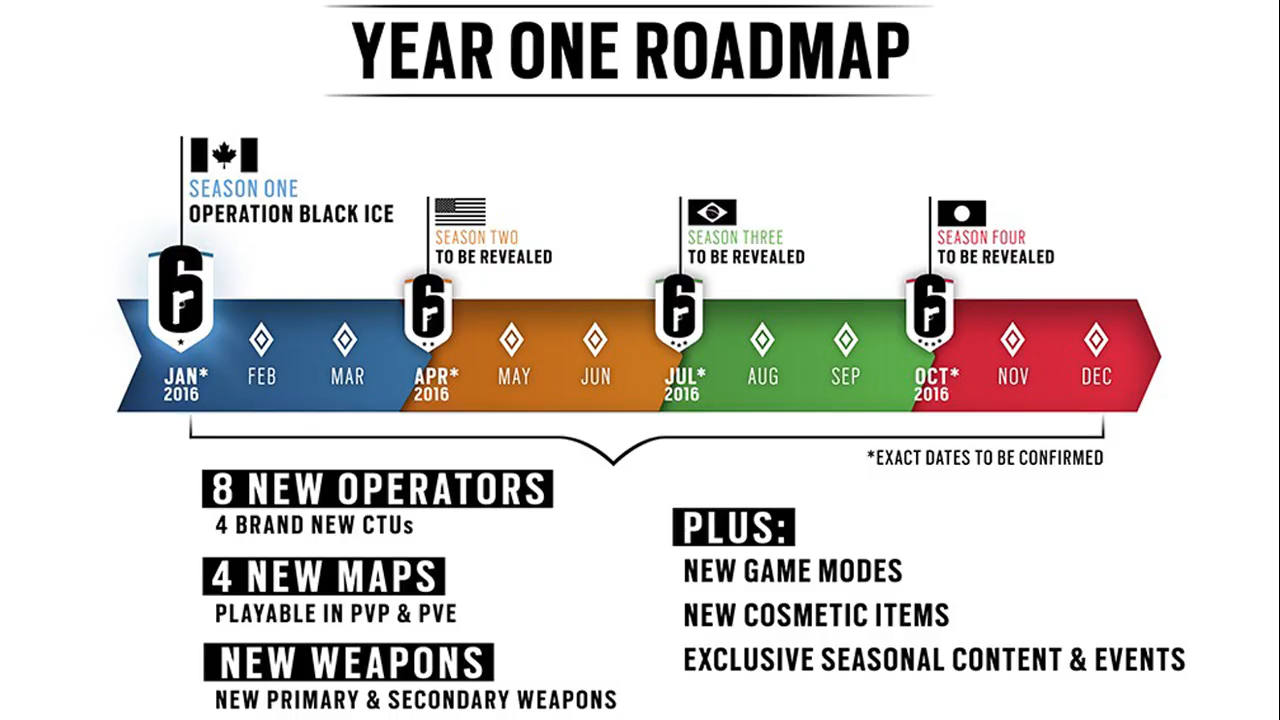 YEAR ONE ROADMAP
SEASON ONE
OPERATION BLACK ICE
SEASON TWO
TO BE REVEALED
SEASON THREE
TO BE REVEALED
SEASON FOUR
TO BE REVEALED
JAN*
2016
FEB
MAR
APR*
2016
MAY
JUN
JUL*
2016
AUG
SEP
OCT*
2016
NOV
DEC
*EXACT DATES TO BE CONFIRMED
8 NEW OPERATORS
4 BRAND NEW CTUs
4 NEW MAPS
PLAYABLE IN PVP & PVE
NEW WEAPONS
NEW PRIMARY & SECONDARY WEAPONS
PLUS:
NEW GAME MODES
NEW COSMETIC ITEMS
EXCLUSIVE SEASONAL CONTENT & EVENTS